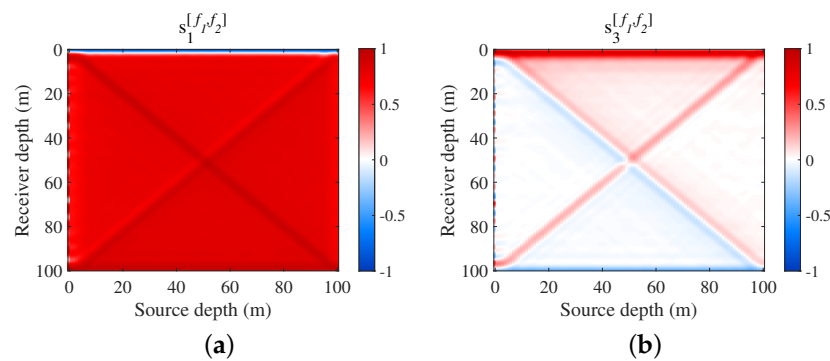 s₁^[f₁,f₂]
s₃^[f₁,f₂]
0
20
40
60
80
100
Receiver depth (m)
0 20 40 60 80 100
Source depth (m)
1
0.5
0
-0.5
-1
0
20
40
60
80
100
Receiver depth (m)
0 20 40 60 80 100
Source depth (m)
1
0.5
0
-0.5
-1
(a)
(b)